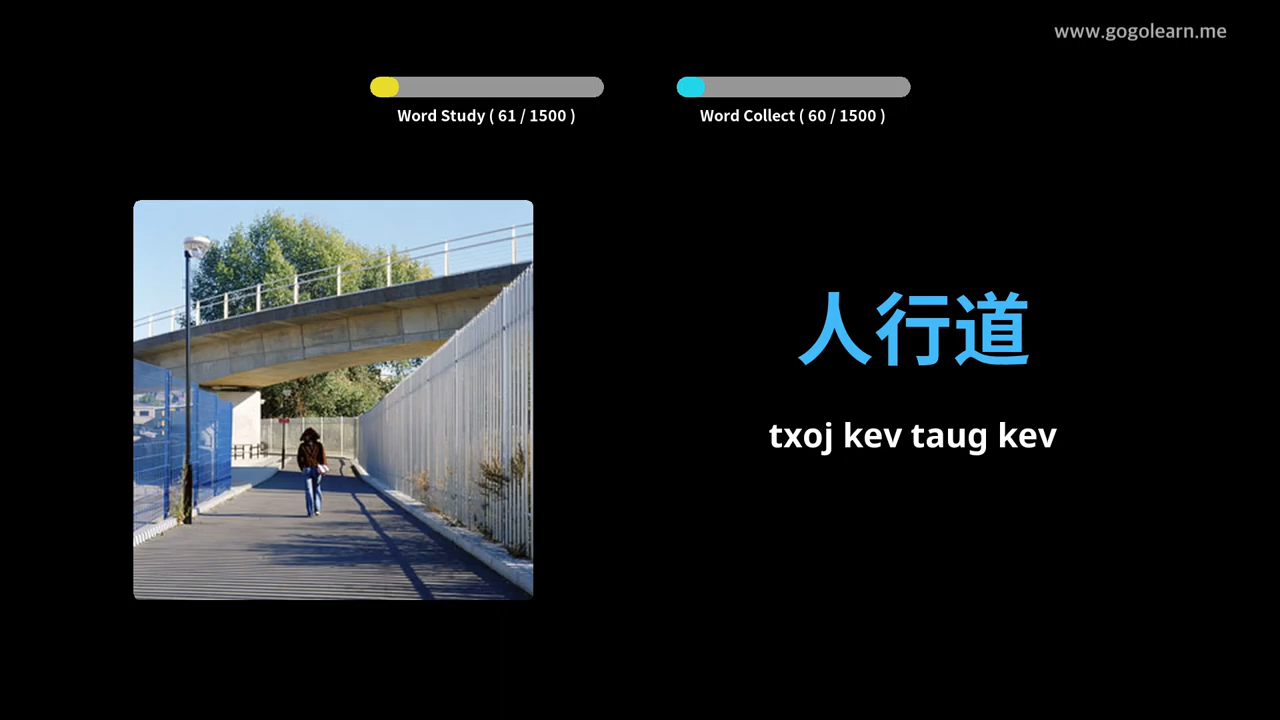 www.gogolearn.me
Word Study ( 61 / 1500 )
Word Collect ( 60 / 1500 )
人行道
txoj kev taug kev